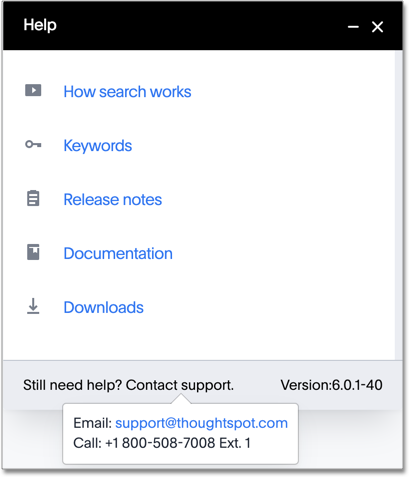 Help
How search works
Keywords
Release notes
Documentation
Downloads
Still need help? Contact support. Version:6.0.1-40
Email: support@thoughtspot.com
Call: +1 800-508-7008 Ext. 1